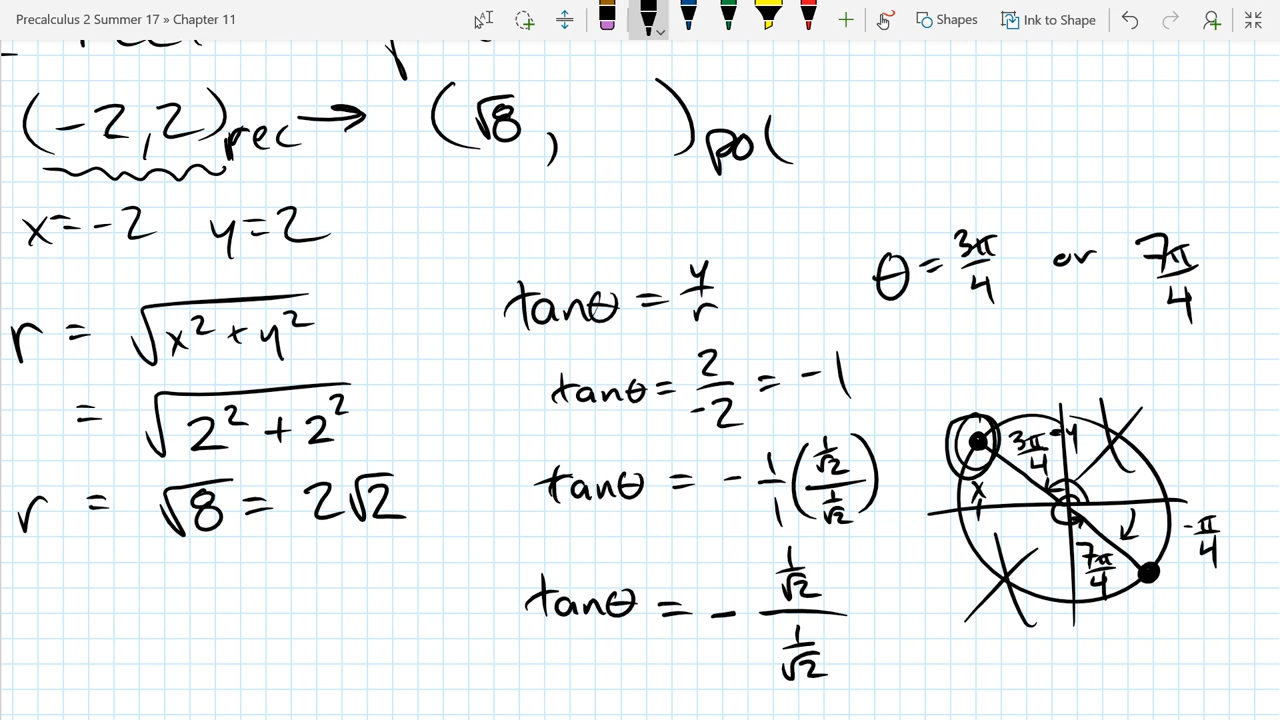 Precalculus 2 Summer 17 » Chapter 11
Shapes
Ink to Shape
(-2, 2)rec → (√8, )pol
x=-2 y=2
r = √(x² + y²)
= √(2² + 2²)
r = √8 = 2√2
tanθ = y/r
tanθ = 2/-2 = -1
tanθ = - 1/1 ((1/√2)/(1/√2))
tanθ = - (1/√2)/(1/√2)
θ = 3π/4 or 7π/4
3π/4
y
x
-π/4
7π/4